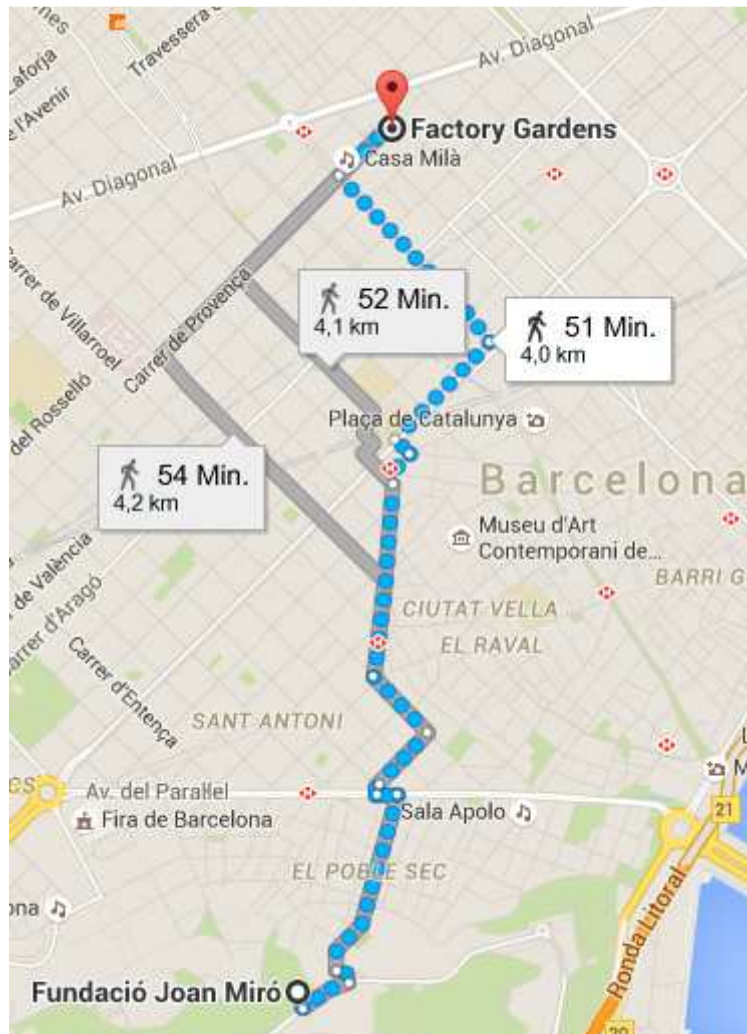 Travessera d
Laforja
e l'Avenir
Av. Diagonal
Factory Gardens
Casa Milà
Av. Diagonal
Carrer de Villarroel
Carrer de Provença
52 Min.
4,1 km
51 Min.
4,0 km
del Rosselló
Plaça de Catalunya
54 Min.
4,2 km
Barcelona
Museu d'Art
Contemporani de...
de València
BARRI G
Carrer d'Aragó
CIUTAT VELLA
EL RAVAL
Carrer d'Entença
SANT ANTONI
L
M
CS
Av. del Paral·lel
Fira de Barcelona
Sala Apolo
21
EL POBLE SEC
ona
Ronda Litoral
Fundació Joan Miró
20